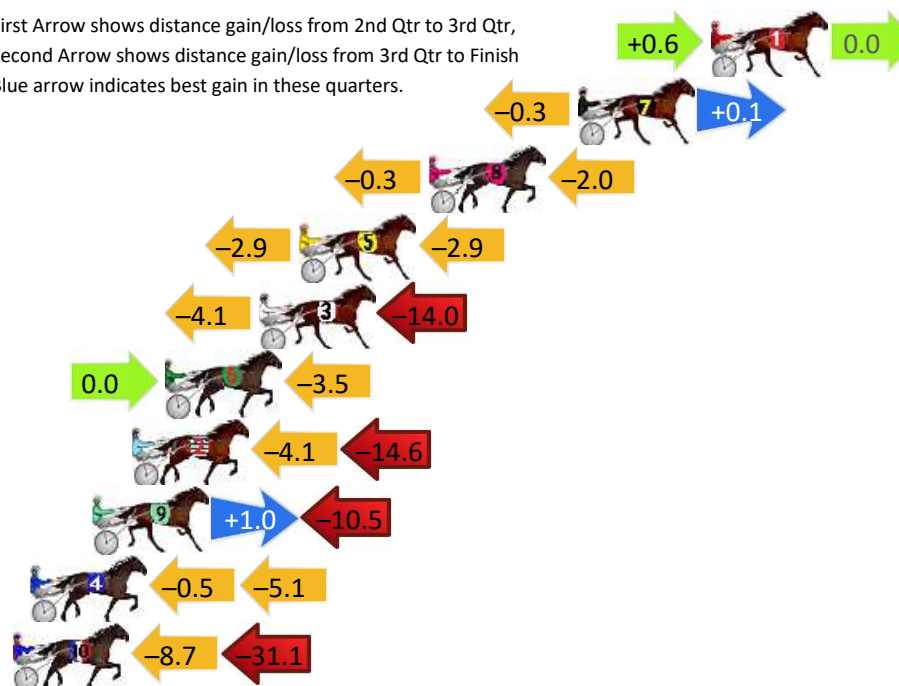 irst Arrow shows distance gain/loss from 2nd Qtr to 3rd Qtr,
econd Arrow shows distance gain/loss from 3rd Qtr to Finish
lue arrow indicates best gain in these quarters.
+0.6 1 0.0
–0.3 7 +0.1
–0.3 8 –2.0
–2.9 5 –2.9
–4.1 3 –14.0
0.0 6 –3.5
2 –4.1 –14.6
9 +1.0 –10.5
4 –0.5 –5.1
10 –8.7 –31.1